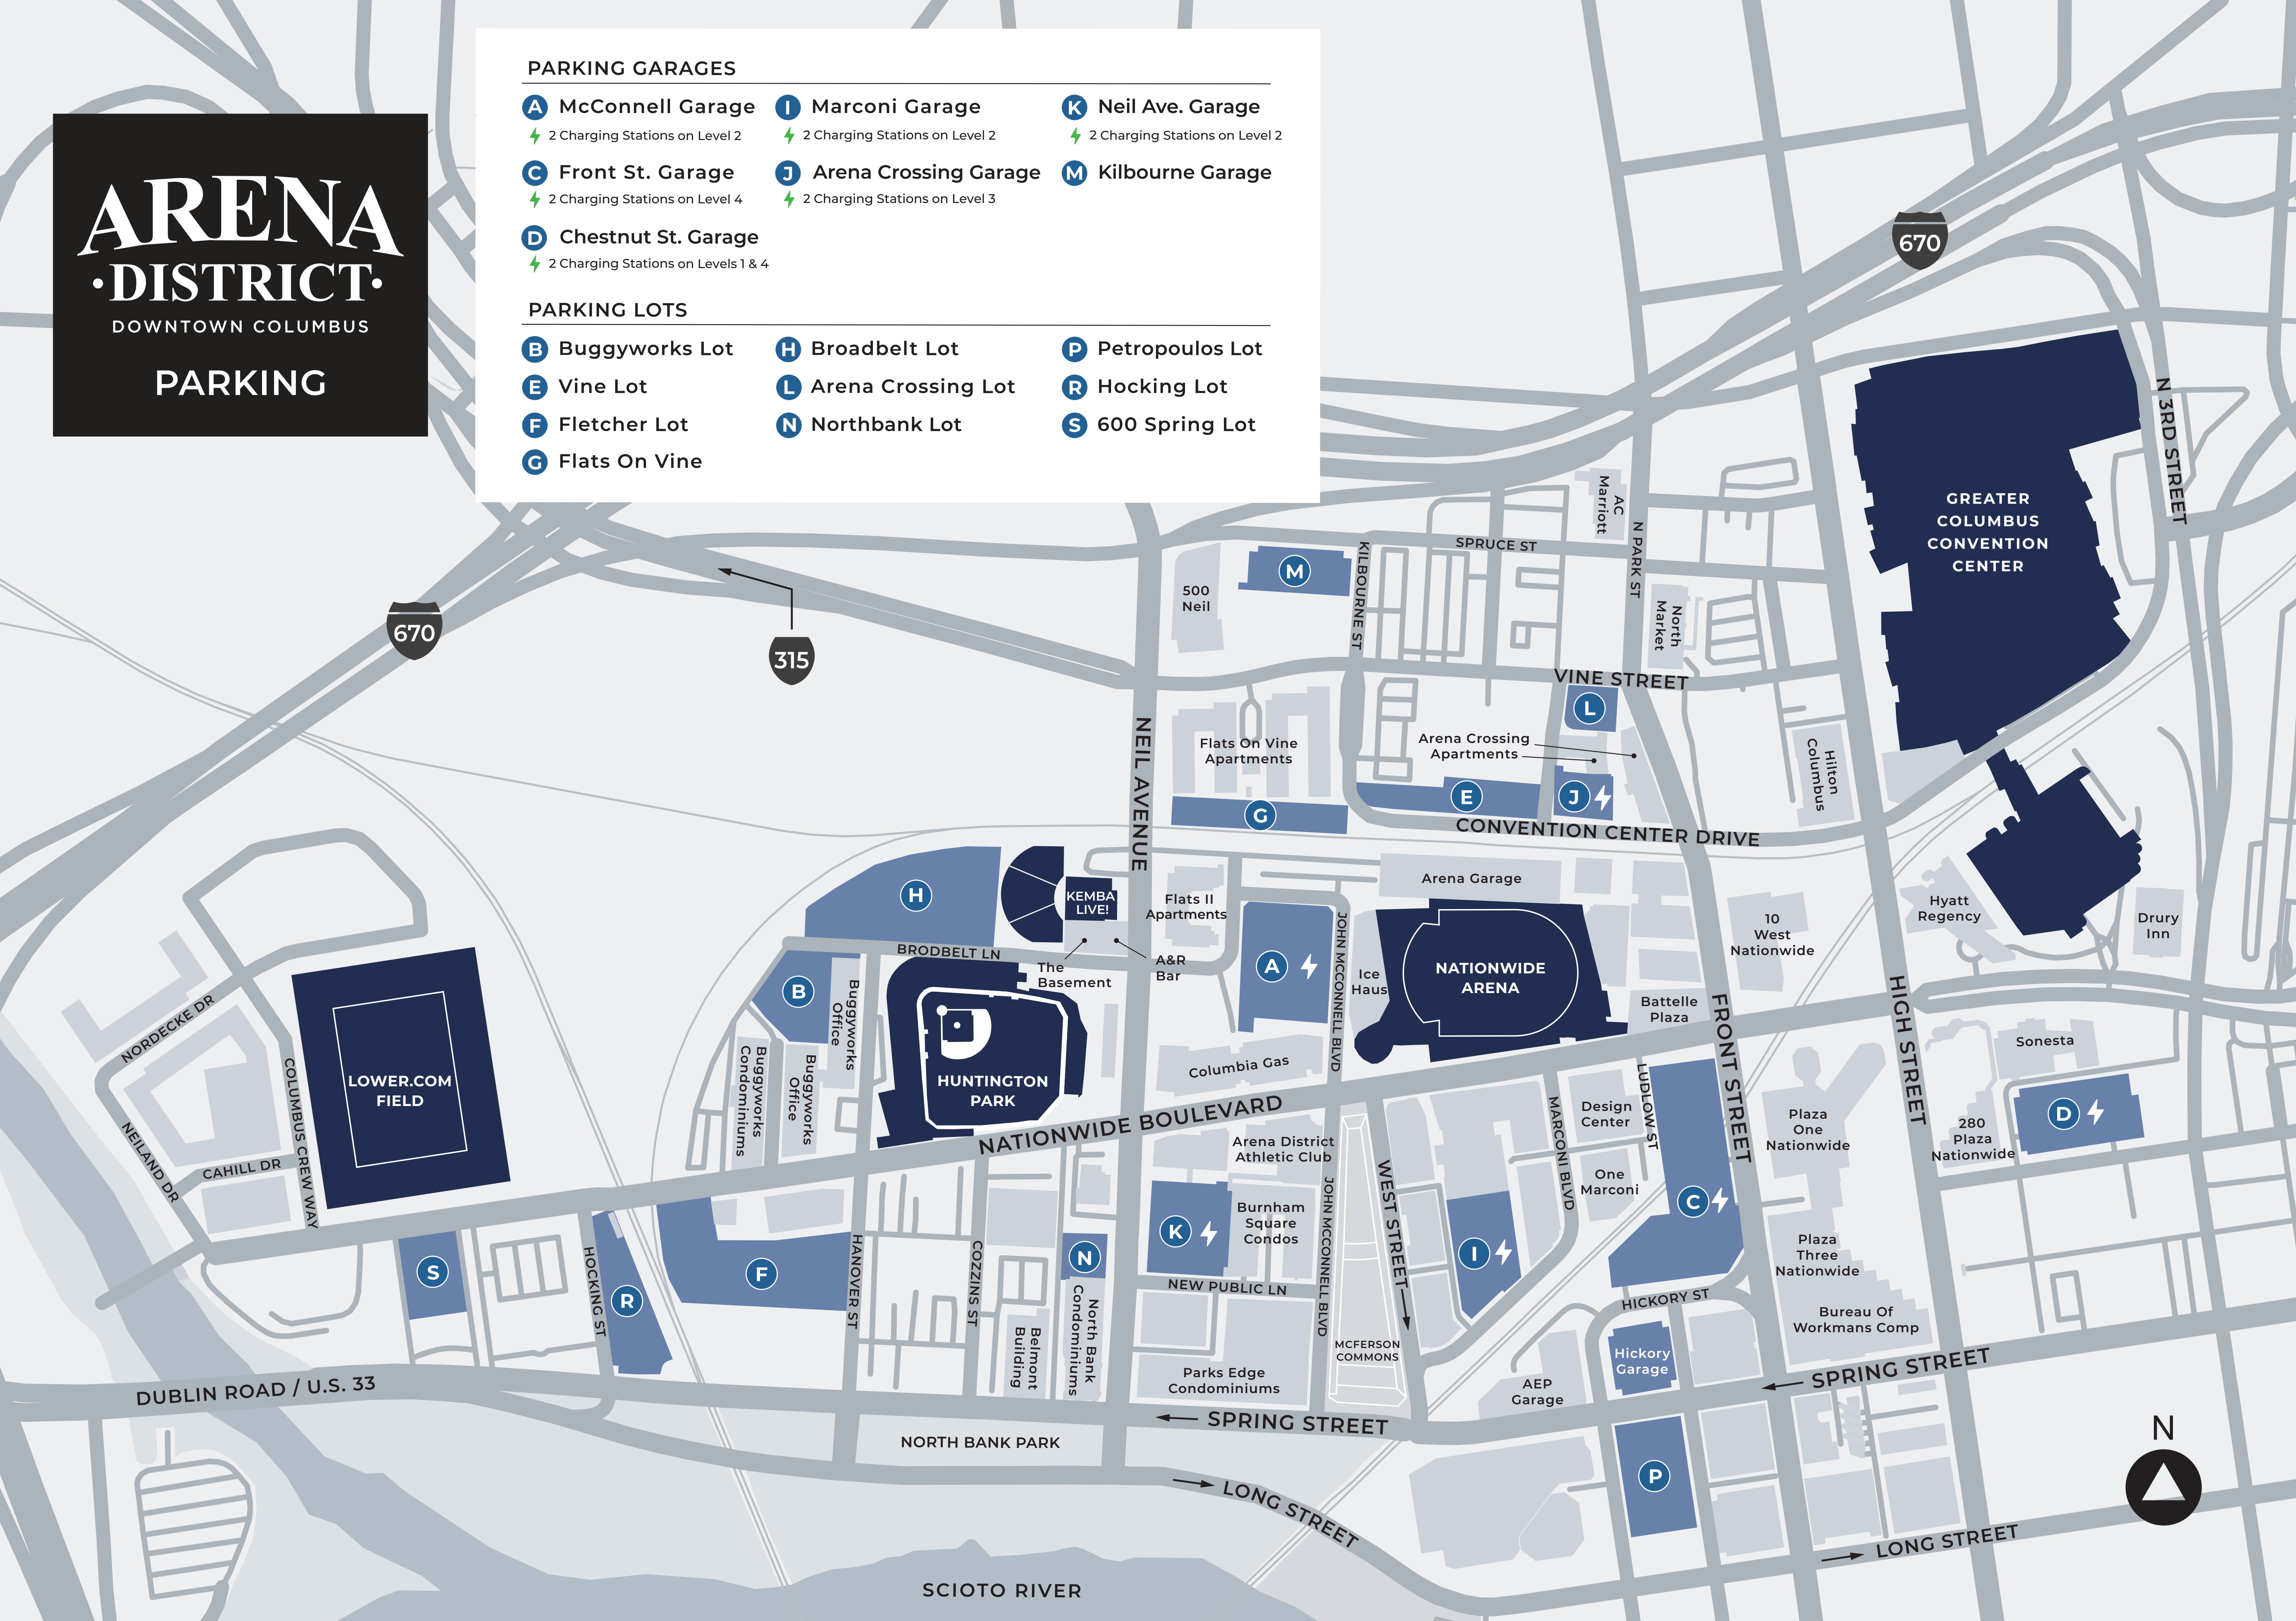 ARENA
·DISTRICT·
DOWNTOWN COLUMBUS
PARKING
PARKING GARAGES
A McConnell Garage
2 Charging Stations on Level 2
C Front St. Garage
2 Charging Stations on Level 4
D Chestnut St. Garage
2 Charging Stations on Levels 1 & 4
I Marconi Garage
2 Charging Stations on Level 2
J Arena Crossing Garage
2 Charging Stations on Level 3
K Neil Ave. Garage
2 Charging Stations on Level 2
M Kilbourne Garage
PARKING LOTS
B Buggyworks Lot
E Vine Lot
F Fletcher Lot
G Flats On Vine
H Broadbelt Lot
L Arena Crossing Lot
N Northbank Lot
P Petropoulos Lot
R Hocking Lot
S 600 Spring Lot
670
670
315
N 3RD STREET
GREATER
COLUMBUS
CONVENTION
CENTER
AC
Marriott
N PARK ST
SPRUCE ST
KILBOURNE ST
M
500
Neil
North
Market
VINE STREET
L
Arena Crossing
Apartments
Flats On Vine
Apartments
NEIL AVENUE
G
E
J
CONVENTION CENTER DRIVE
Hilton
Columbus
H
KEMBA
LIVE!
Flats II
Apartments
Arena Garage
10
West
Nationwide
Hyatt
Regency
Drury
Inn
BRODBELT LN
The
Basement
A&R
Bar
A
JOHN MCCONNELL BLVD
Ice
Haus
NATIONWIDE
ARENA
Battelle
Plaza
FRONT STREET
HIGH STREET
B
Buggyworks
Office
Buggyworks
Office
Buggyworks
Condominiums
HUNTINGTON
PARK
Columbia Gas
NATIONWIDE BOULEVARD
NORDECKE DR
NEILAND DR
CAHILL DR
COLUMBUS CREW WAY
LOWER.COM
FIELD
Sonesta
D
280
Plaza
Nationwide
Plaza
One
Nationwide
LUDLOW ST
Design
Center
MARCONI BLVD
One
Marconi
C
Arena District
Athletic Club
WEST STREET
K
Burnham
Square
Condos
JOHN MCCONNELL BLVD
I
N
NEW PUBLIC LN
S
HOCKING ST
R
F
HANOVER ST
COZZINS ST
Belmont
Building
North Bank
Condominiums
Parks Edge
Condominiums
MCFERSON
COMMONS
Plaza
Three
Nationwide
HICKORY ST
Bureau Of
Workmans Comp
Hickory
Garage
AEP
Garage
SPRING STREET
SPRING STREET
DUBLIN ROAD / U.S. 33
NORTH BANK PARK
P
LONG STREET
LONG STREET
SCIOTO RIVER
N